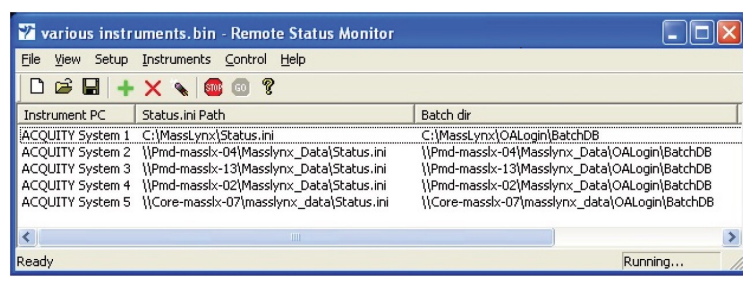 various instruments.bin - Remote Status Monitor
File View Setup Instruments Control Help
STOP GO
Instrument PC Status.ini Path Batch dir
ACQUITY System 1 C:\MassLynx\Status.ini C:\MassLynx\OALogin\BatchDB
ACQUITY System 2 \\Pmd-masslx-04\Masslynx_Data\Status.ini \\Pmd-masslx-04\Masslynx_Data\OALogin\BatchDB
ACQUITY System 3 \\Pmd-masslx-13\Masslynx_Data\Status.ini \\Pmd-masslx-13\Masslynx_Data\OALogin\BatchDB
ACQUITY System 4 \\Pmd-masslx-02\Masslynx_Data\Status.ini \\Pmd-masslx-02\Masslynx_Data\OALogin\BatchDB
ACQUITY System 5 \\Core-masslx-07\masslynx_data\Status.ini \\Core-masslx-07\masslynx_data\OALogin\BatchDB
Ready Running...